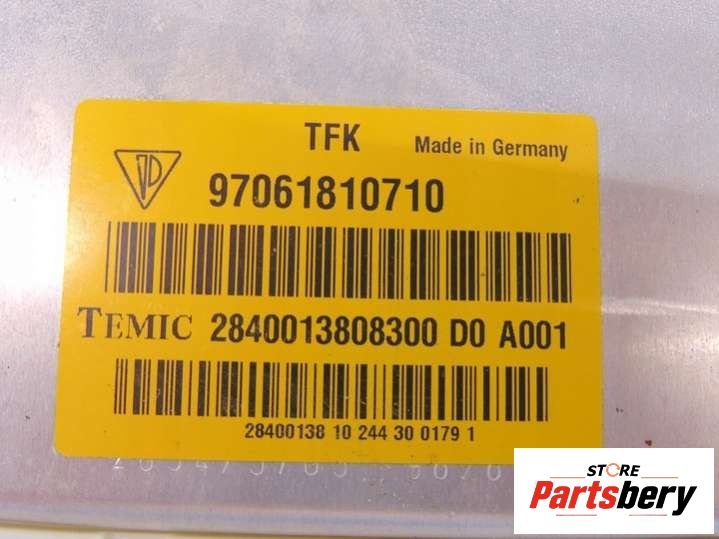 TFK
Made in Germany
97061810710
TEMIC 2840013808300 D0 A001
28400138 10 244 30 0179 1
STORE
Partsbery